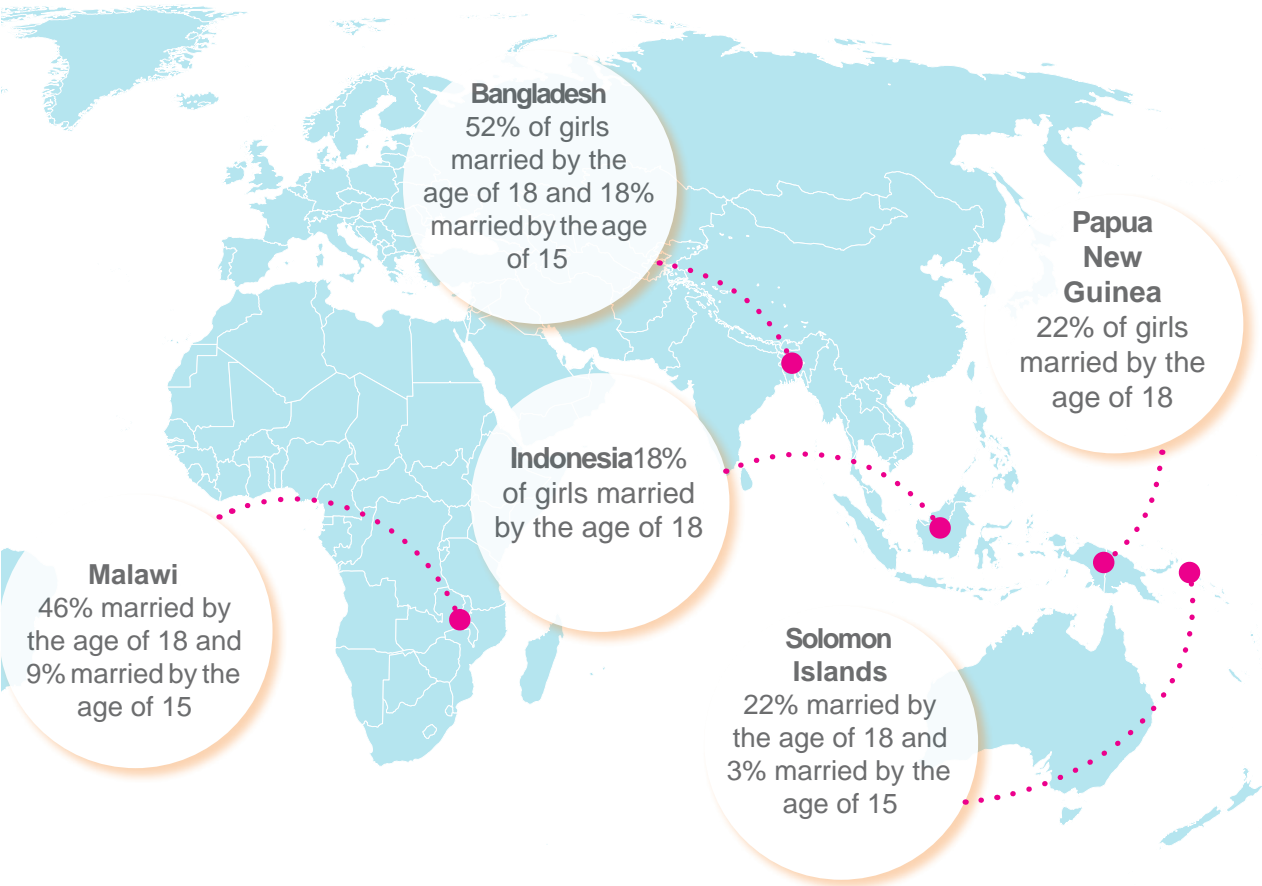 Bangladesh
52% of girls
married by the
age of 18 and 18%
married by the age
of 15
Papua
New
Guinea
22% of girls
married by the
age of 18
Indonesia18%
of girls married
by the age of 18
Malawi
46% married by
the age of 18 and
9% married by the
age of 15
Solomon
Islands
22% married by
the age of 18 and
3% married by the
age of 15